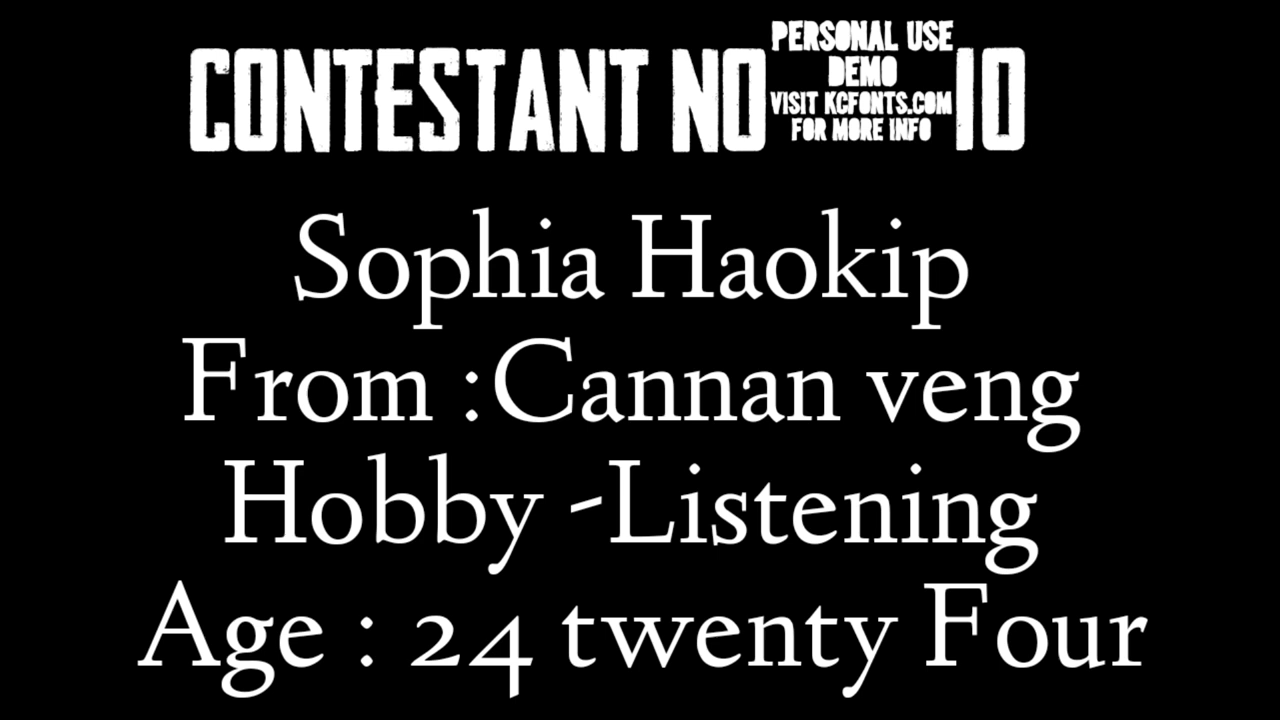 CONTESTANT NO 10
PERSONAL USE
DEMO
VISIT KCFONTS.COM
FOR MORE INFO
Sophia Haokip
From :Cannan veng
Hobby -Listening
Age : 24 twenty Four